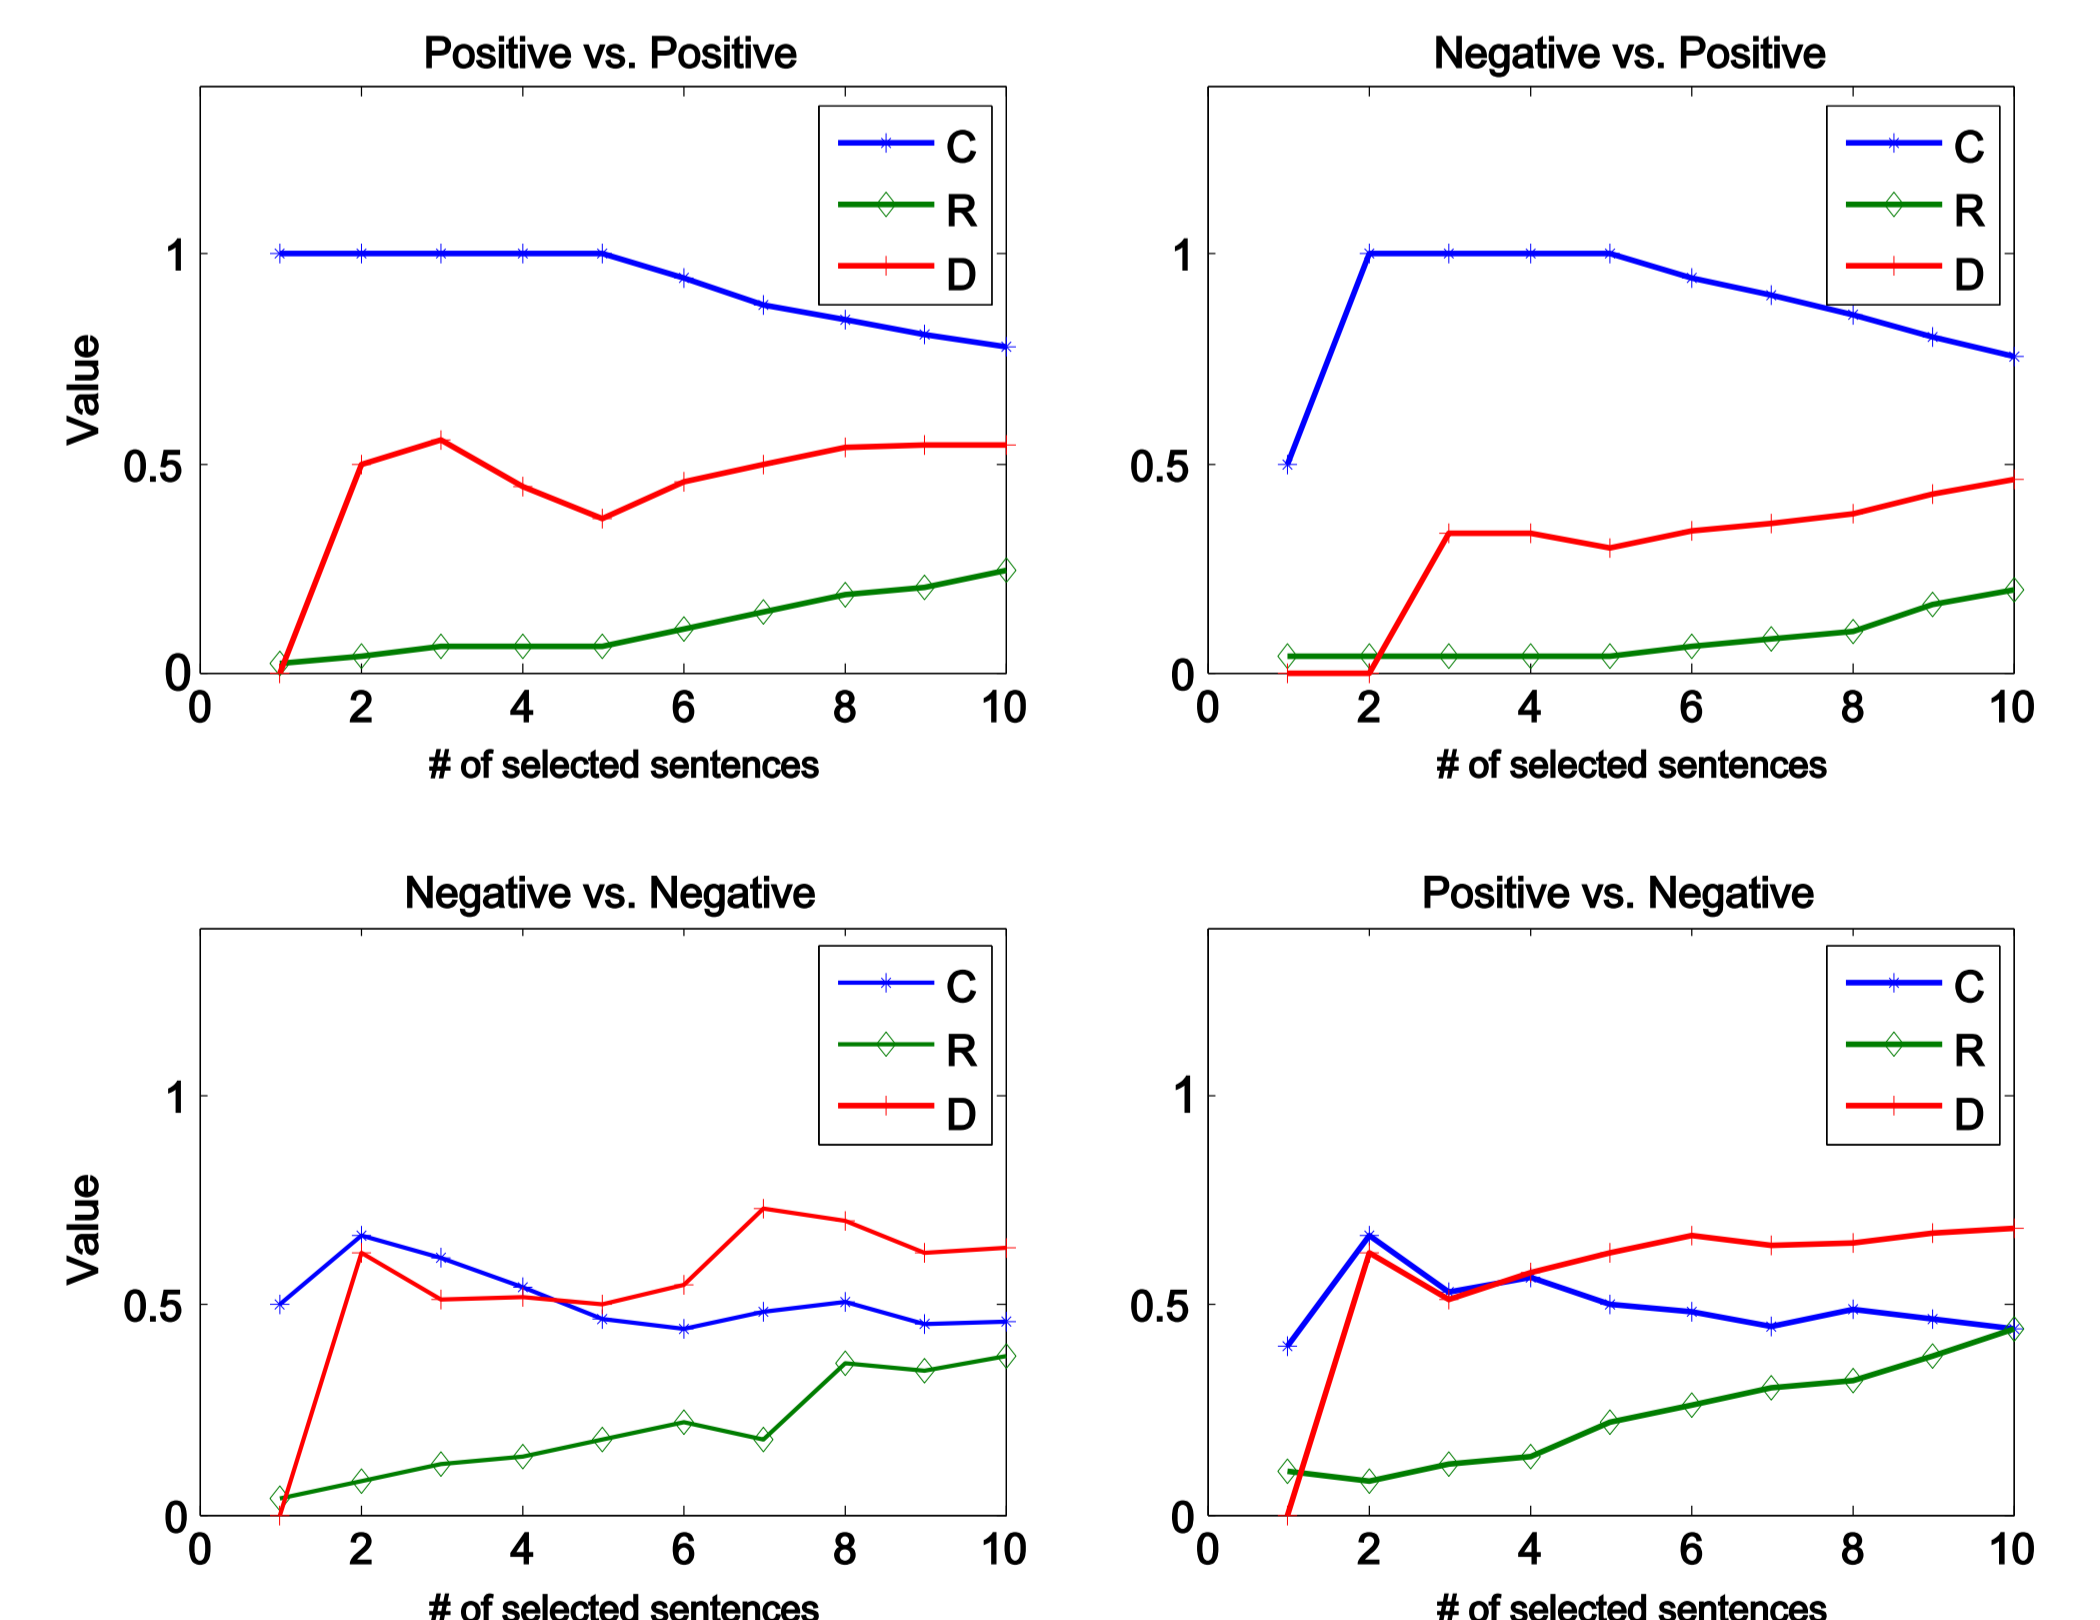 Positive vs. Positive
C
R
D
Value
1
0.5
0
0 2 4 6 8 10
# of selected sentences
Negative vs. Positive
C
R
D
1
0.5
0
0 2 4 6 8 10
# of selected sentences
Negative vs. Negative
C
R
D
Value
1
0.5
0
0 2 4 6 8 10
# of selected sentences
Positive vs. Negative
C
R
D
1
0.5
0
0 2 4 6 8 10
# of selected sentences